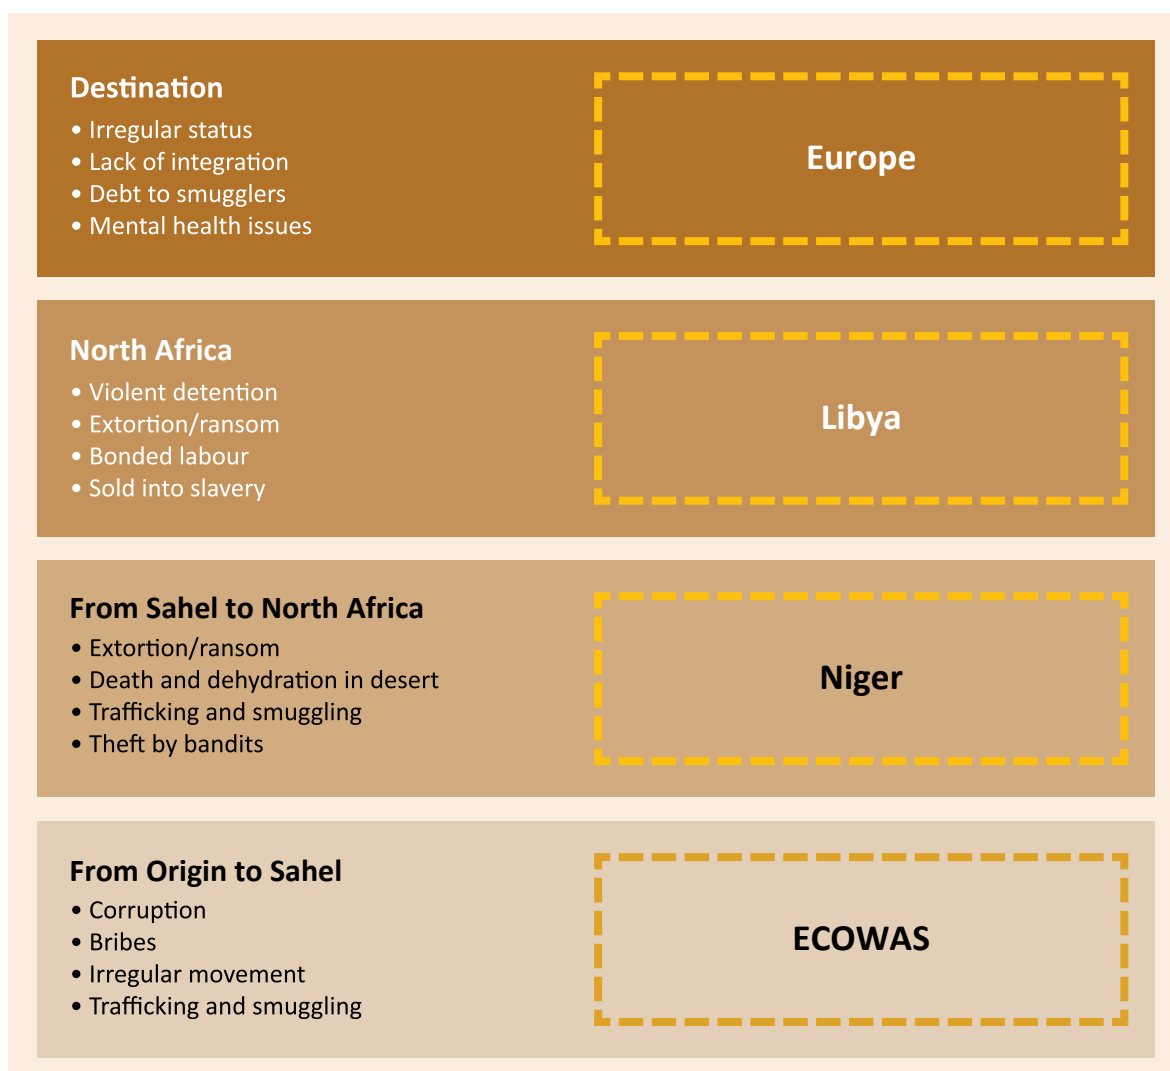 Destination
• Irregular status
• Lack of integration
• Debt to smugglers
• Mental health issues
Europe
North Africa
• Violent detention
• Extortion/ransom
• Bonded labour
• Sold into slavery
Libya
From Sahel to North Africa
• Extortion/ransom
• Death and dehydration in desert
• Trafficking and smuggling
• Theft by bandits
Niger
From Origin to Sahel
• Corruption
• Bribes
• Irregular movement
• Trafficking and smuggling
ECOWAS